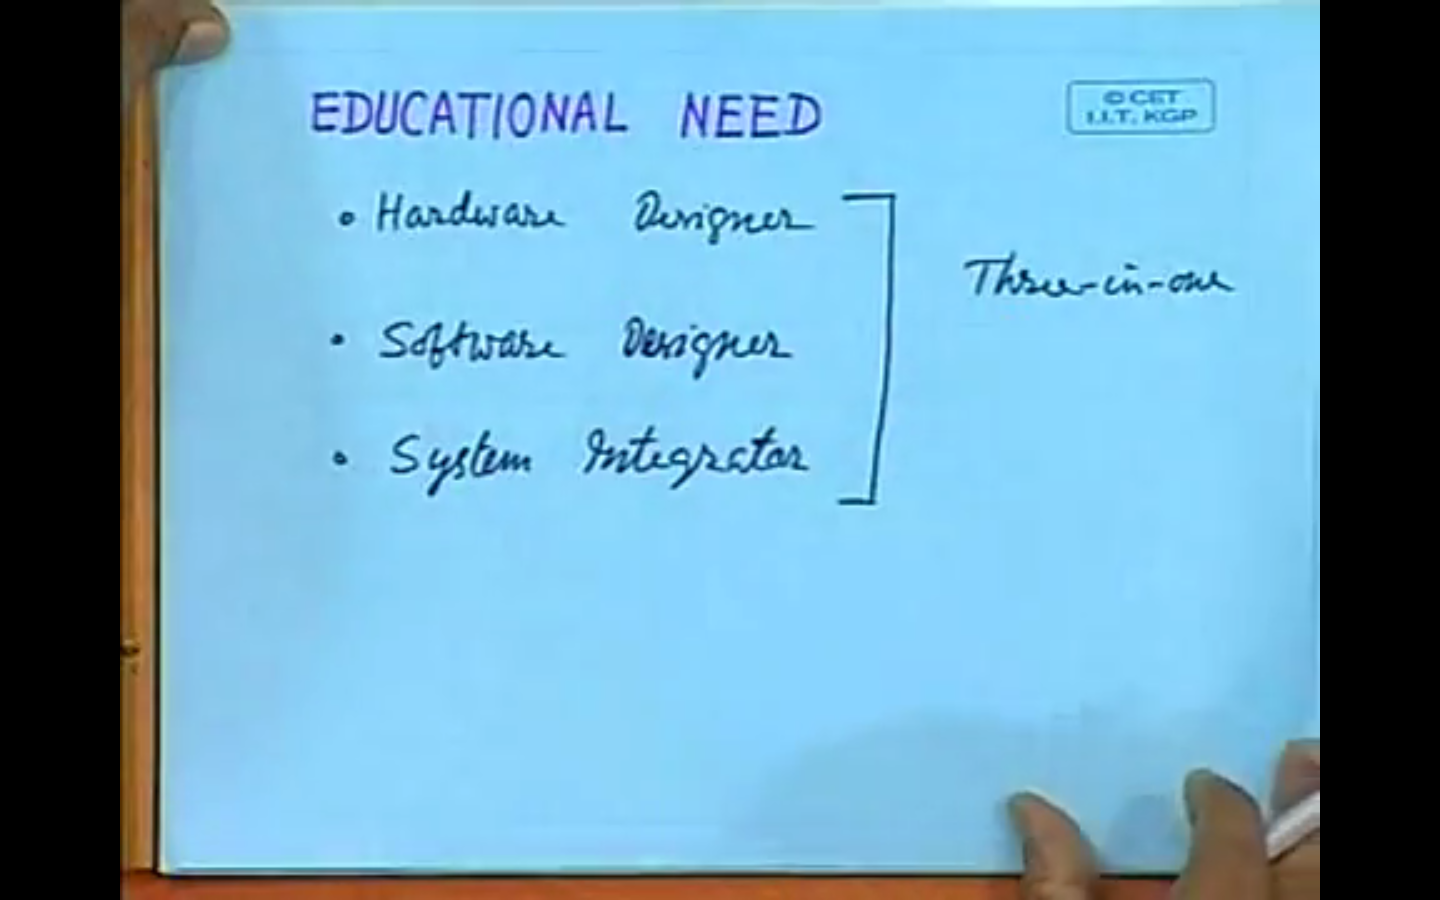 EDUCATIONAL NEED
© CET
I.I.T. KGP
• Hardware Designer
Three-in-one
• Software Designer
• System Integrator